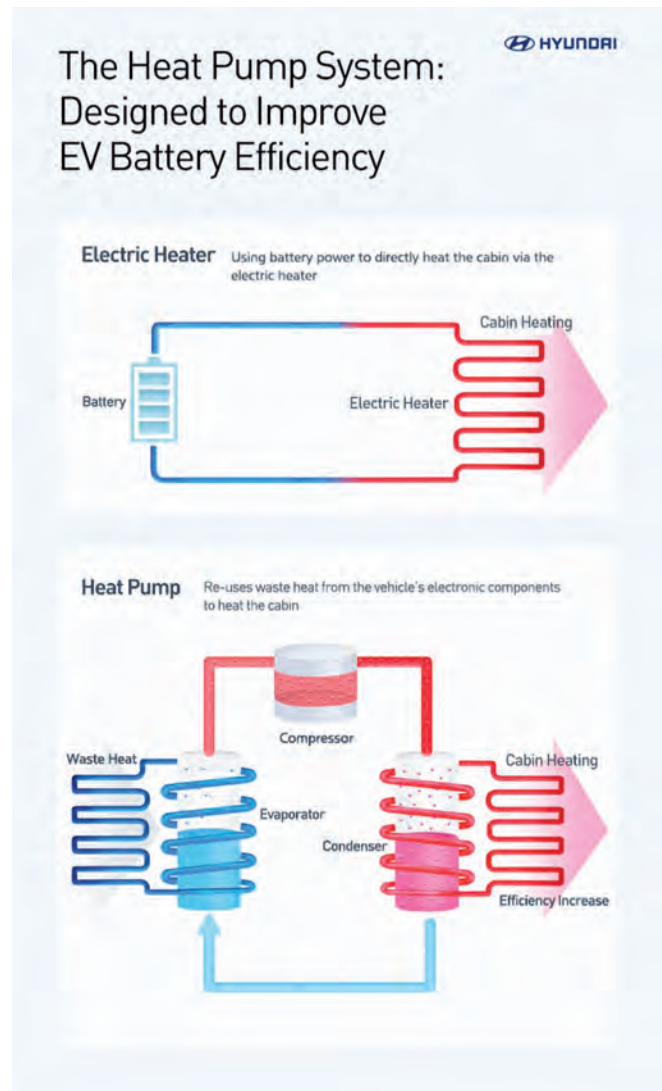 HYUNDAI
The Heat Pump System:
Designed to Improve
EV Battery Efficiency
Electric Heater Using battery power to directly heat the cabin via the
electric heater
Cabin Heating
Battery
Electric Heater
Heat Pump Re-uses waste heat from the vehicle's electronic components
to heat the cabin
Compressor
Waste Heat
Cabin Heating
Evaporator
Condenser
Efficiency Increase